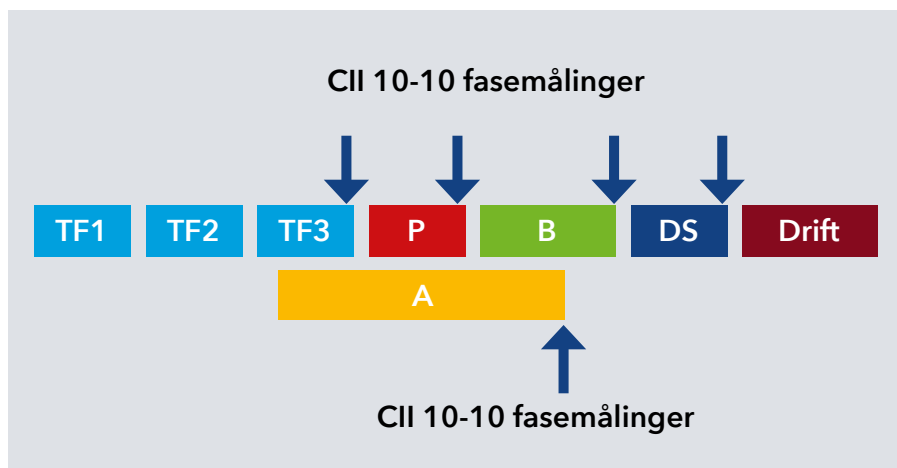 CII 10-10 fasemålinger
TF1 TF2 TF3 P B DS Drift
A
CII 10-10 fasemålinger